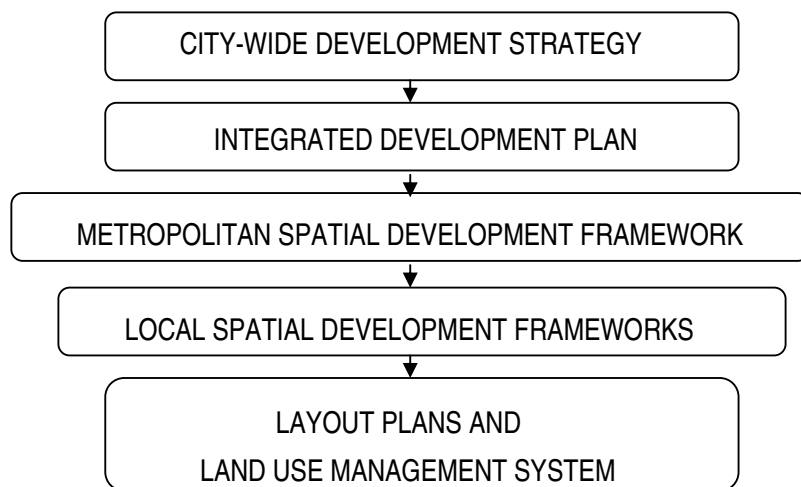 CITY-WIDE DEVELOPMENT STRATEGY
INTEGRATED DEVELOPMENT PLAN
METROPOLITAN SPATIAL DEVELOPMENT FRAMEWORK
LOCAL SPATIAL DEVELOPMENT FRAMEWORKS
LAYOUT PLANS AND
LAND USE MANAGEMENT SYSTEM